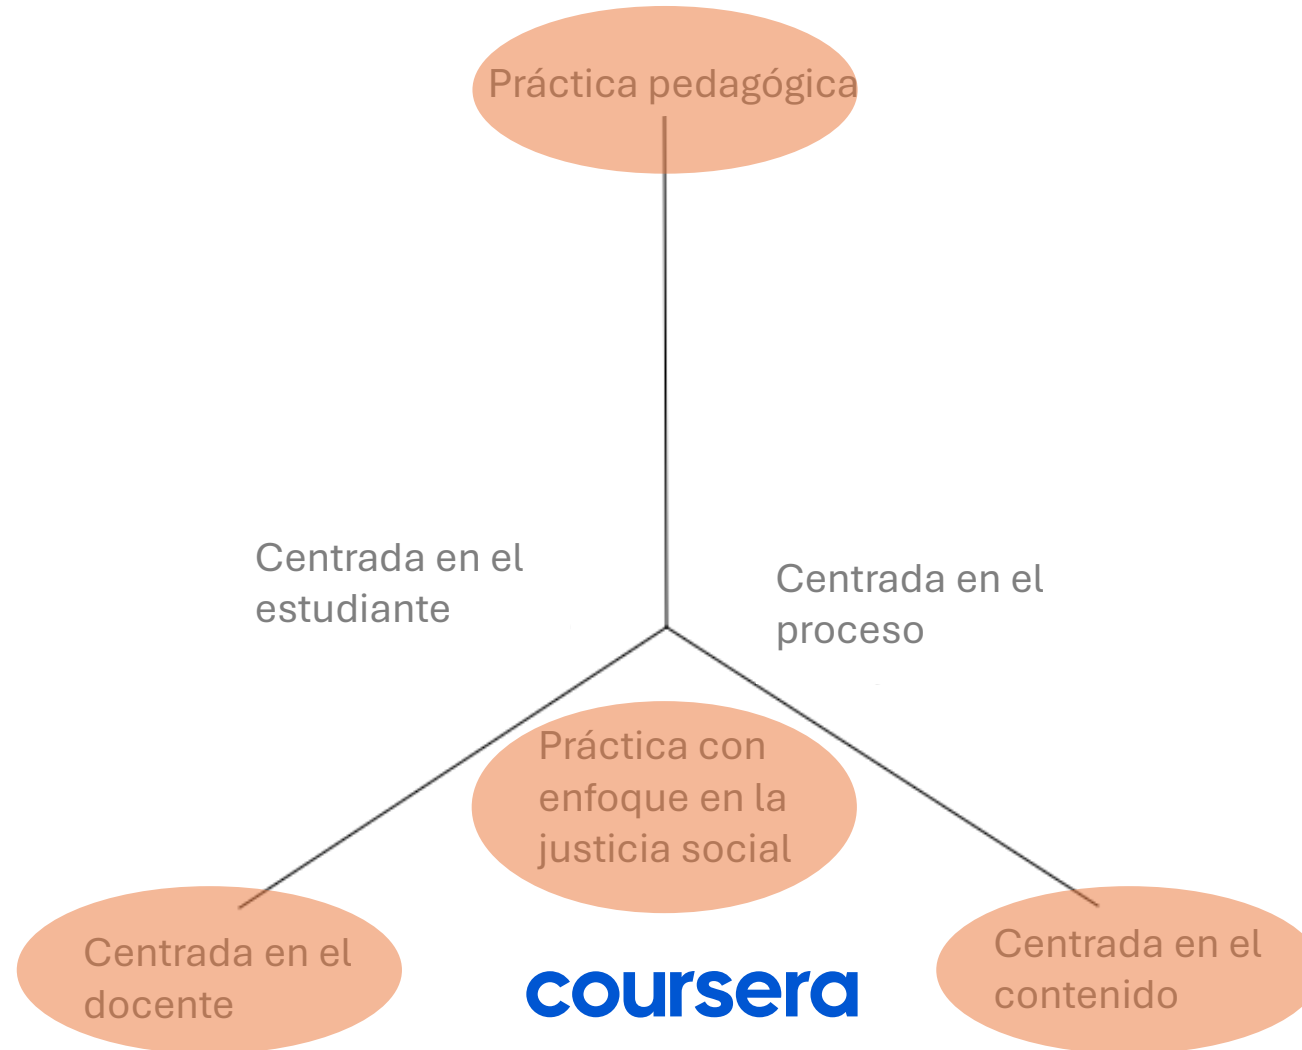 Práctica pedagógica
Centrada en el
estudiante
Centrada en el
proceso
Práctica con
enfoque en la
justicia social
Centrada en el
docente
Centrada en el
contenido
coursera